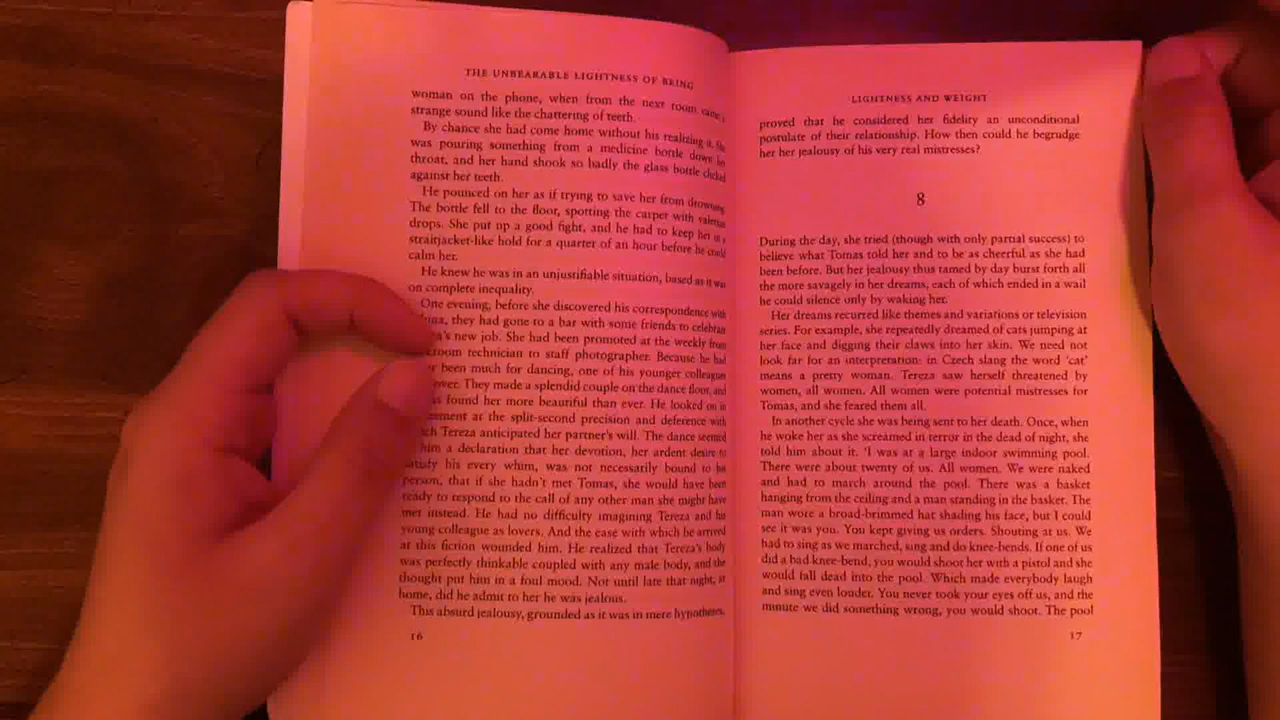 THE UNBEARABLE LIGHTNESS OF BEING
woman on the phone, when from the next room came a
strange sound like the chattering of teeth.
By chance she had come home without his realizing it. She
was pouring something from a medicine bottle down her
throat, and her hand shook so badly the glass bottle clicked
against her teeth.
He pounced on her as if trying to save her from drowning.
The bottle fell to the floor, spotting the carpet with valerian
drops. She put up a good fight, and he had to keep her in a
straitjacket-like hold for a quarter of an hour before he could
calm her.
He knew he was in an unjustifiable situation, based as it was
on complete inequality.
One evening, before she discovered his correspondence with
they had gone to a bar with some friends to celebrate
new job. She had been promoted at the weekly from
technician to staff photographer. Because he had
been much for dancing, one of his younger colleagues
over. They made a splendid couple on the dance floor, and
found her more beautiful than ever. He looked on in
at the split-second precision and deference with
Tereza anticipated her partner's will. The dance seemed
him a declaration that her devotion, her ardent desire to
satisfy his every whim, was not necessarily bound to his
person, that if she hadn't met Tomas, she would have been
ready to respond to the call of any other man she might have
met instead. He had no difficulty imagining Tereza and his
young colleague as lovers. And the ease with which he arrived
at this fiction wounded him. He realized that Tereza's body
was perfectly thinkable coupled with any male body, and the
thought put him in a foul mood. Not until late that night, at
home, did he admit to her he was jealous.
This absurd jealousy, grounded as it was in mere hypotheses,
16
LIGHTNESS AND WEIGHT
proved that he considered her fidelity an unconditional
postulate of their relationship. How then could he begrudge
her her jealousy of his very real mistresses?
8
During the day, she tried (though with only partial success) to
believe what Tomas told her and to be as cheerful as she had
been before. But her jealousy thus tamed by day burst forth all
the more savagely in her dreams, each of which ended in a wail
he could silence only by waking her.
Her dreams recurred like themes and variations or television
series. For example, she repeatedly dreamed of cats jumping at
her face and digging their claws into her skin. We need not
look far for an interpretation: in Czech slang the word 'cat'
means a pretty woman. Tereza saw herself threatened by
women, all women. All women were potential mistresses for
Tomas, and she feared them all.
In another cycle she was being sent to her death. Once, when
he woke her as she screamed in terror in the dead of night, she
told him about it. 'I was at a large indoor swimming pool.
There were about twenty of us. All women. We were naked
and had to march around the pool. There was a basket
hanging from the ceiling and a man standing in the basket. The
man wore a broad-brimmed hat shading his face, but I could
see it was you. You kept giving us orders. Shouting at us. We
had to sing as we marched, sing and do knee-bends. If one of us
did a bad knee-bend, you would shoot her with a pistol and she
would fall dead into the pool. Which made everybody laugh
and sing even louder. You never took your eyes off us, and the
minute we did something wrong, you would shoot. The pool
17